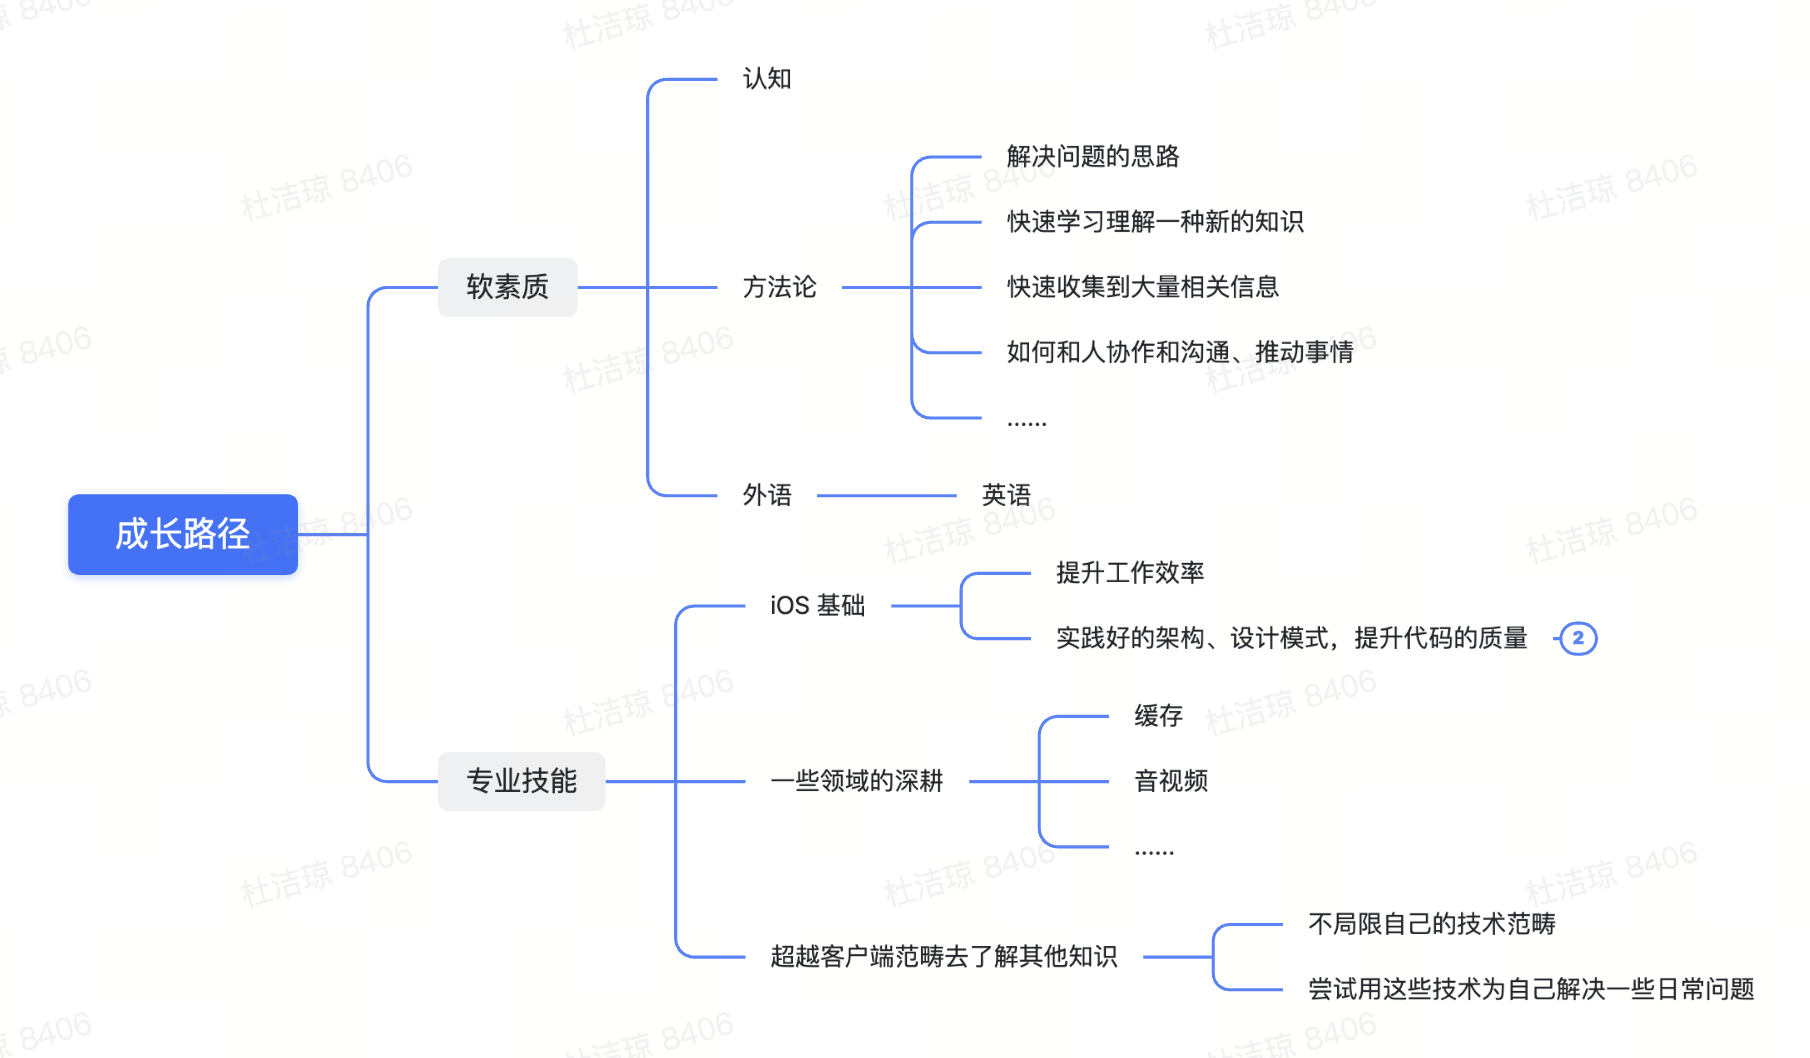 成长路径
软素质
认知
方法论
解决问题的思路
快速学习理解一种新的知识
快速收集到大量相关信息
如何和人协作和沟通、推动事情
......
外语
英语
专业技能
iOS 基础
提升工作效率
实践好的架构、设计模式，提升代码的质量
2
一些领域的深耕
缓存
音视频
......
超越客户端范畴去了解其他知识
不局限自己的技术范畴
尝试用这些技术为自己解决一些日常问题
杜洁琼 8406